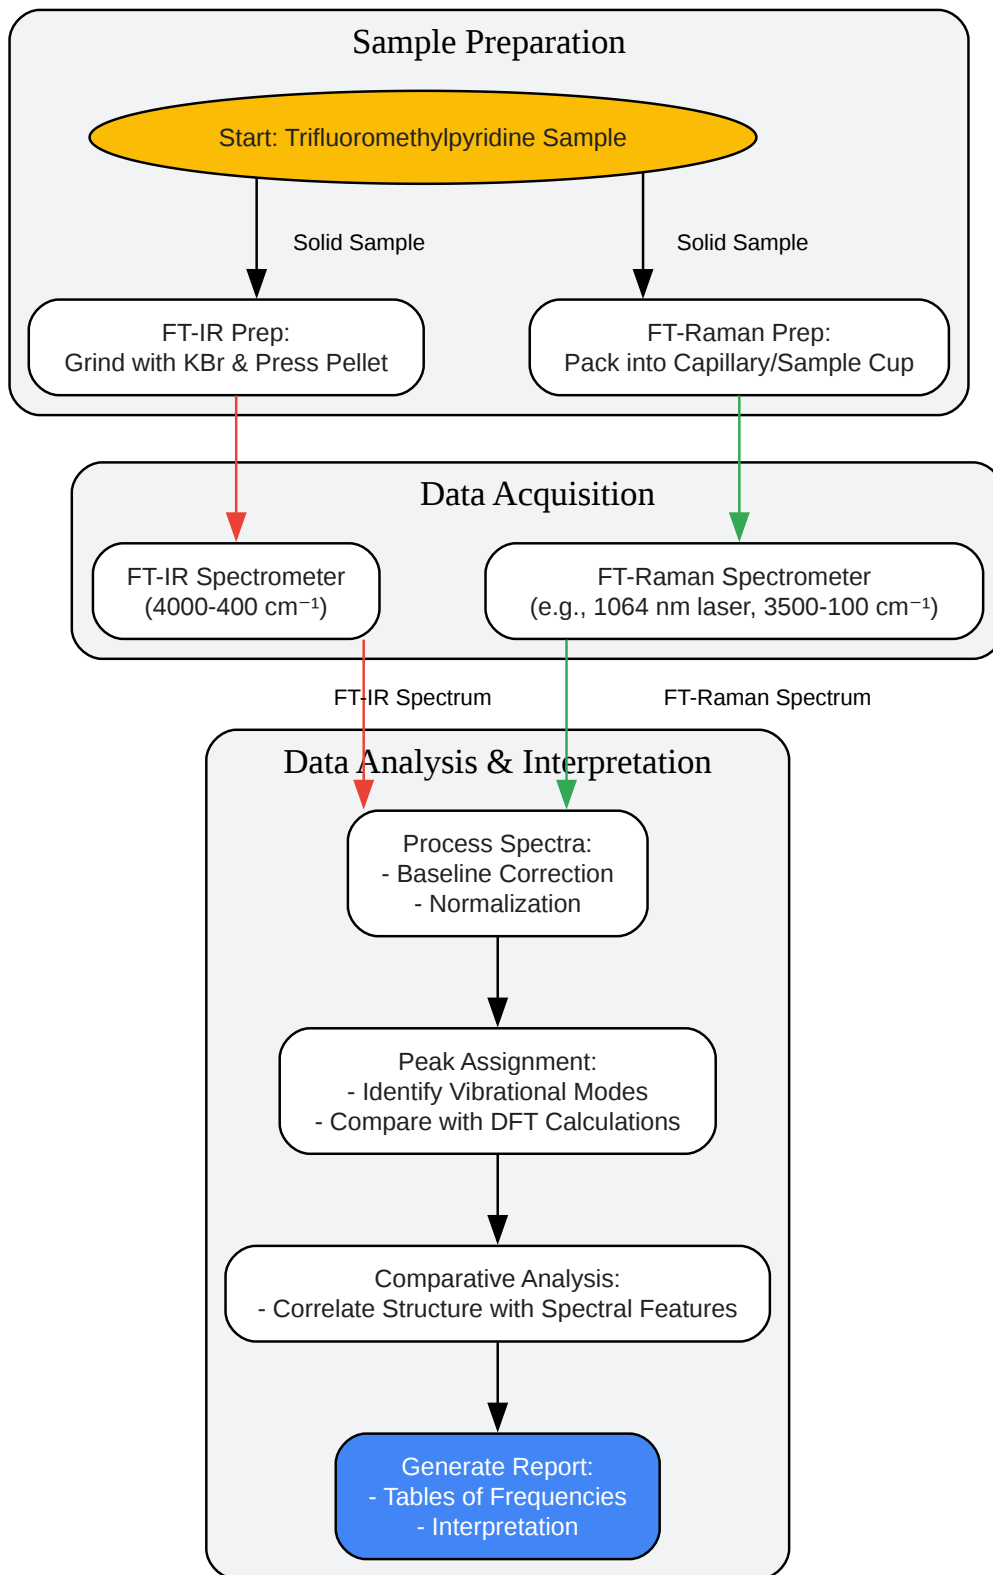 Sample Preparation
Start: Trifluoromethylpyridine Sample
Solid Sample
Solid Sample
FT-IR Prep:
Grind with KBr & Press Pellet
FT-Raman Prep:
Pack into Capillary/Sample Cup
Data Acquisition
FT-IR Spectrometer
(4000-400 cm⁻¹)
FT-Raman Spectrometer
(e.g., 1064 nm laser, 3500-100 cm⁻¹)
FT-IR Spectrum
FT-Raman Spectrum
Data Analysis & Interpretation
Process Spectra:
- Baseline Correction
- Normalization
Peak Assignment:
- Identify Vibrational Modes
- Compare with DFT Calculations
Comparative Analysis:
- Correlate Structure with Spectral Features
Generate Report:
- Tables of Frequencies
- Interpretation